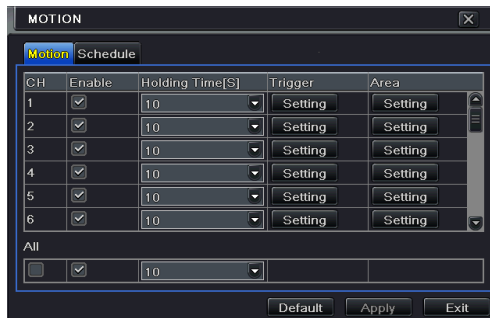 MOTION
Motion Schedule
CH Enable Holding Time[S] Trigger Area
1 10 Setting Setting
2 10 Setting Setting
3 10 Setting Setting
4 10 Setting Setting
5 10 Setting Setting
6 10 Setting Setting
All
10
Default Apply Exit